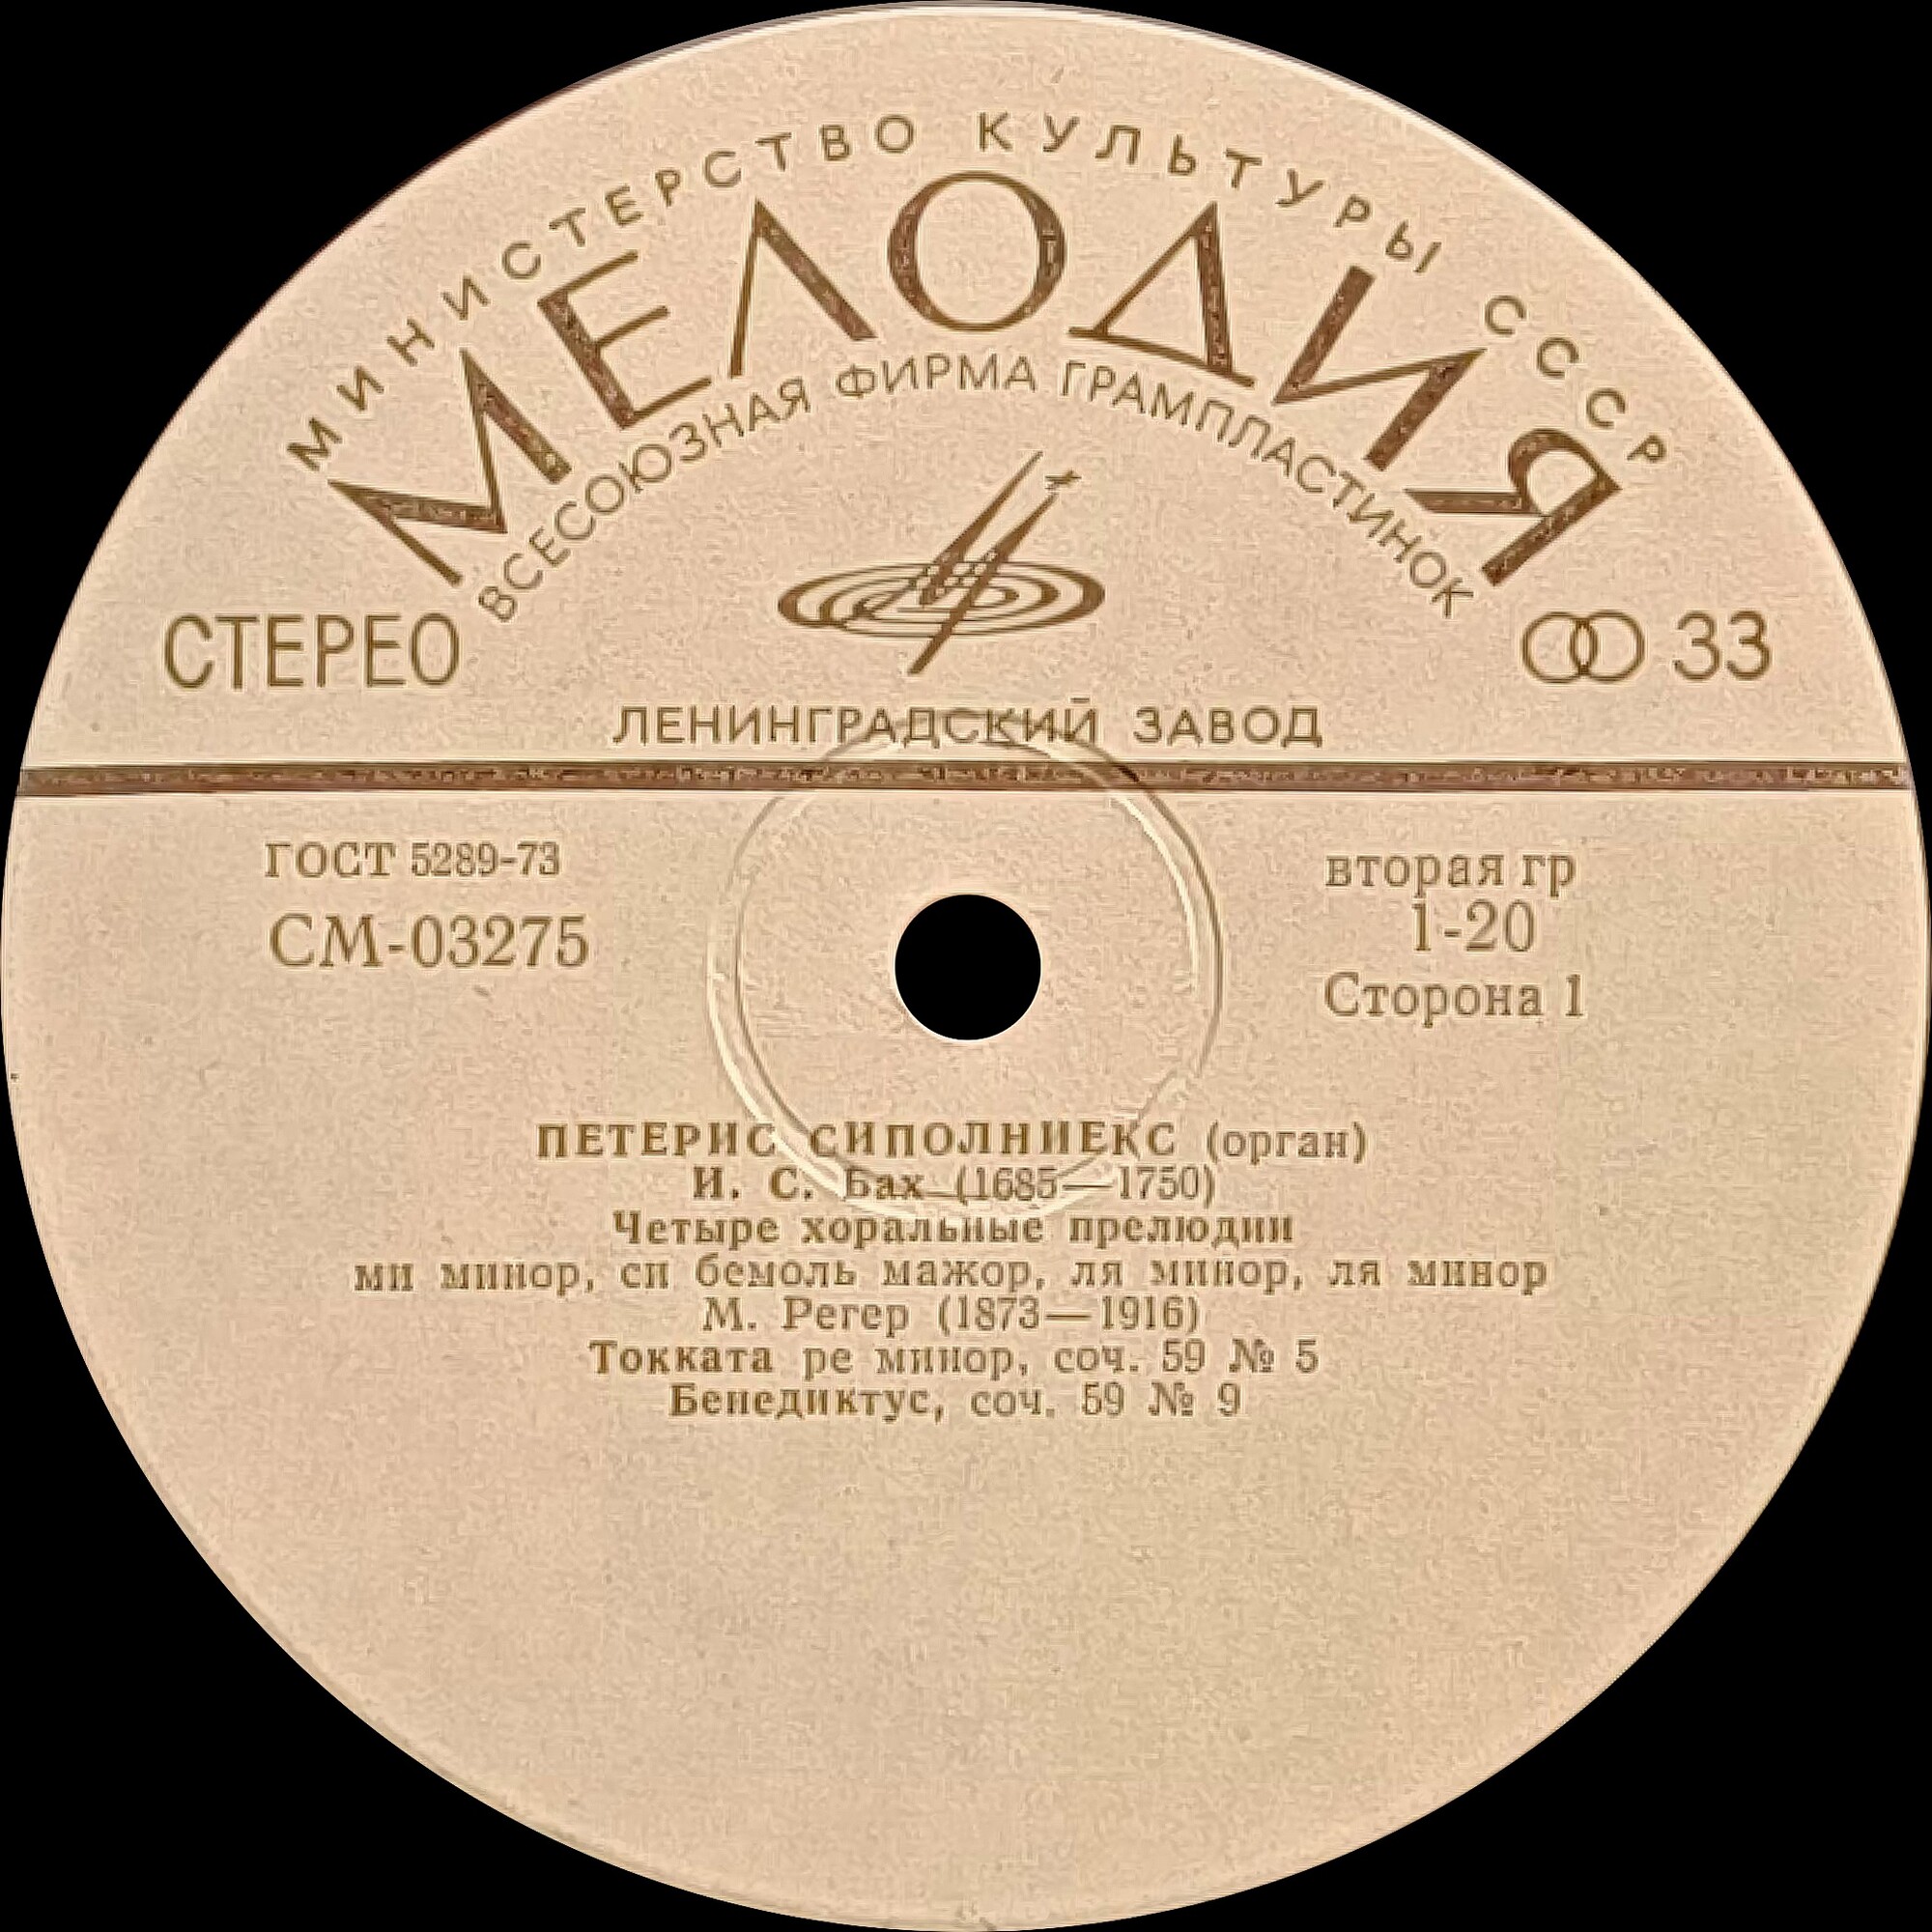 МИНИСТЕРСТВО КУЛЬТУРЫ СССР
МЕЛОДИЯ
ВСЕСОЮЗНАЯ ФИРМА ГРАМПЛАСТИНОК
СТЕРЕО
33
ЛЕНИНГРАДСКИЙ ЗАВОД
ГОСТ 5289-73
СМ-03275
вторая гр
1-20
Сторона 1
ПЕТЕРИС СИПОЛНИЕКС (орган)
И. С. Бах (1685—1750)
Четыре хоральные прелюдии
ми минор, си бемоль мажор, ля минор, ля минор
М. Регер (1873—1916)
Токката ре минор, соч. 59 № 5
Бенедиктус, соч. 59 № 9